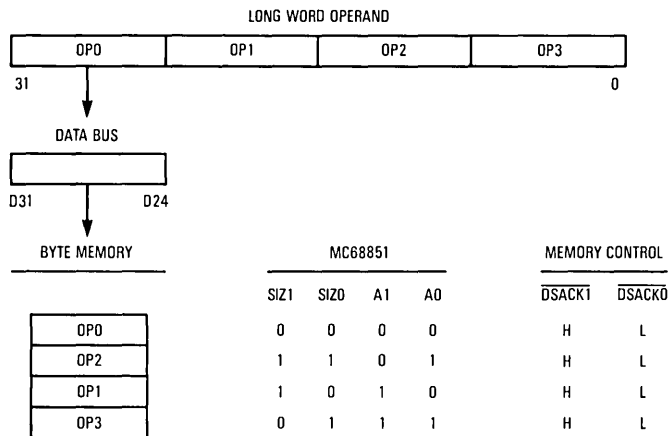 LONG WORD OPERAND
OP0 OP1 OP2 OP3
31 0
DATA BUS
D31 D24
BYTE MEMORY MC68851 MEMORY CONTROL
SIZ1 SIZ0 A1 A0 DSACK1 DSACK0
OP0 0 0 0 0 H L
OP2 1 1 0 1 H L
OP1 1 0 1 0 H L
OP3 0 1 1 1 H L